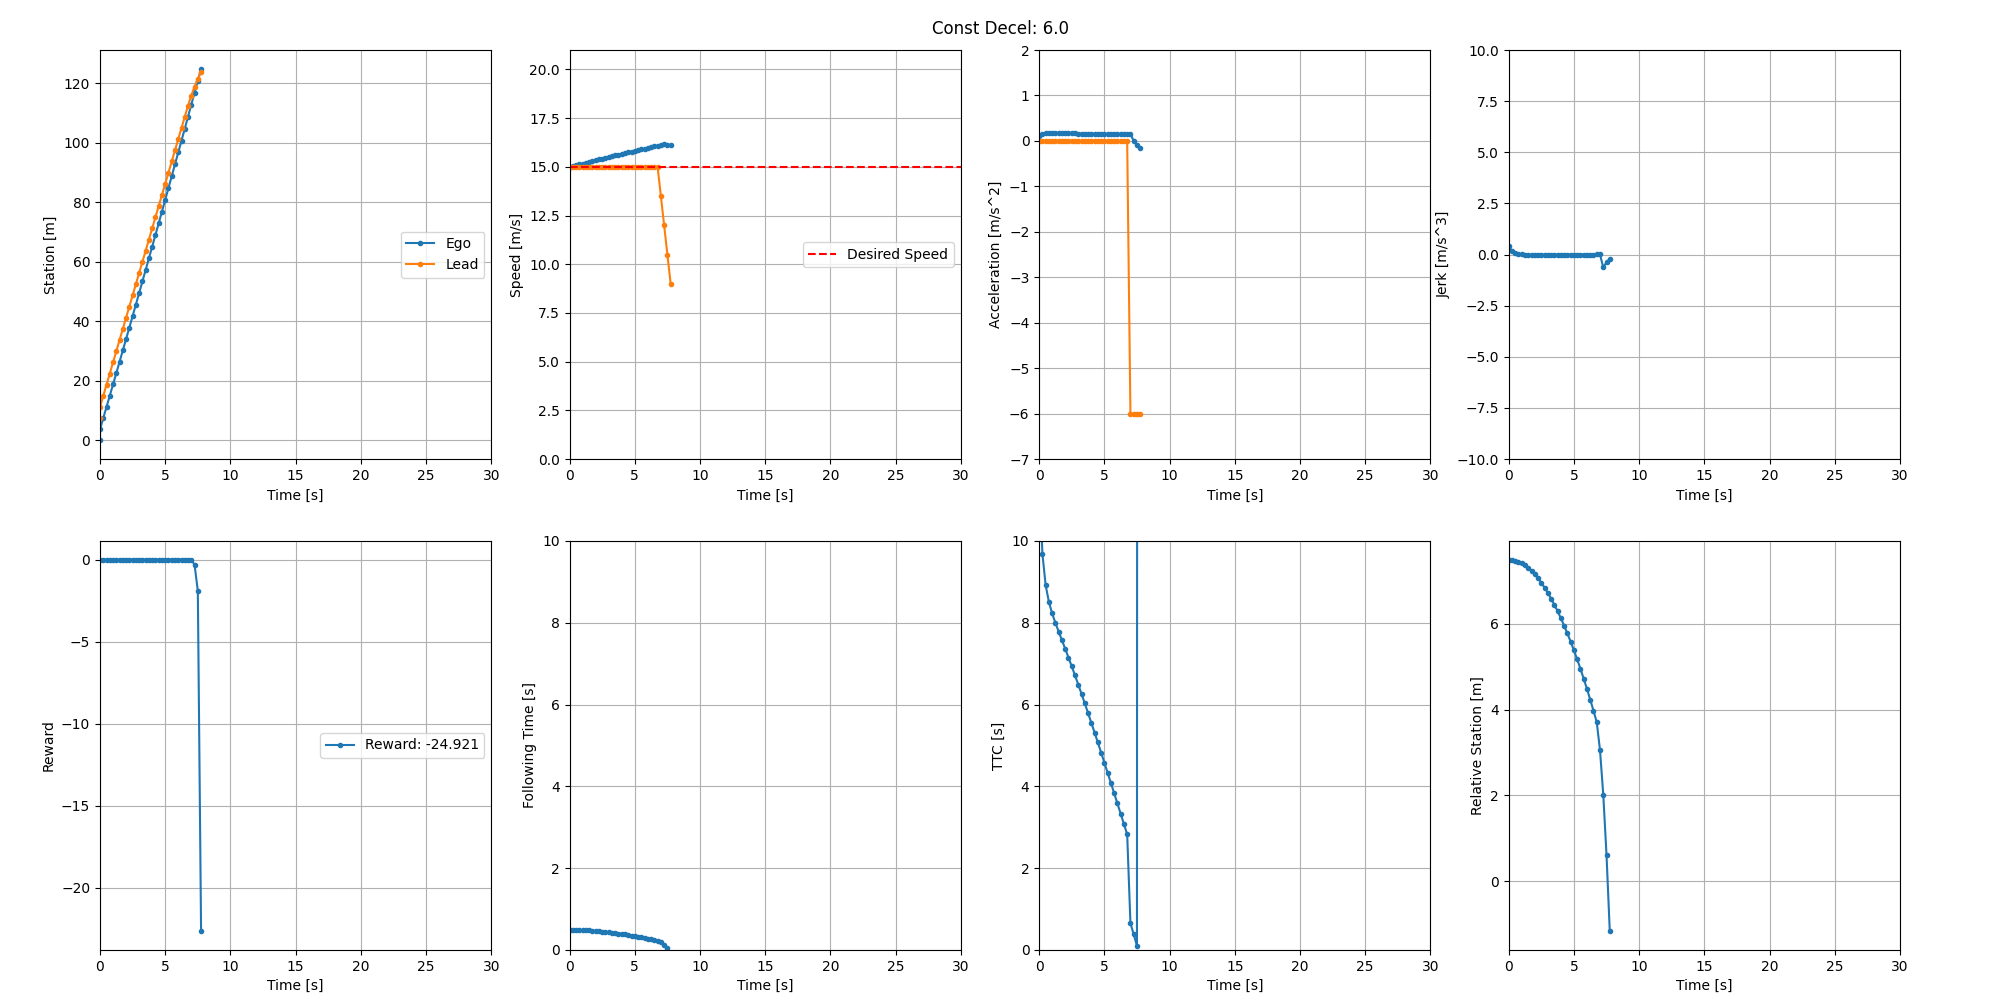 Const Decel: 6.0
Station [m]
120
100
80
60
40
20
0
Ego
Lead
0 5 10 15 20 25 30
Time [s]
Speed [m/s]
20.0
17.5
15.0
12.5
10.0
7.5
5.0
2.5
0.0
Desired Speed
0 5 10 15 20 25 30
Time [s]
Acceleration [m/s^2]
2
1
0
−1
−2
−3
−4
−5
−6
−7
0 5 10 15 20 25 30
Time [s]
Jerk [m/s^3]
10.0
7.5
5.0
2.5
0.0
−2.5
−5.0
−7.5
−10.0
0 5 10 15 20 25 30
Time [s]
Reward
0
−5
−10
−15
−20
Reward: -24.921
0 5 10 15 20 25 30
Time [s]
Following Time [s]
10
8
6
4
2
0
0 5 10 15 20 25 30
Time [s]
TTC [s]
10
8
6
4
2
0
0 5 10 15 20 25 30
Time [s]
Relative Station [m]
6
4
2
0
0 5 10 15 20 25 30
Time [s]